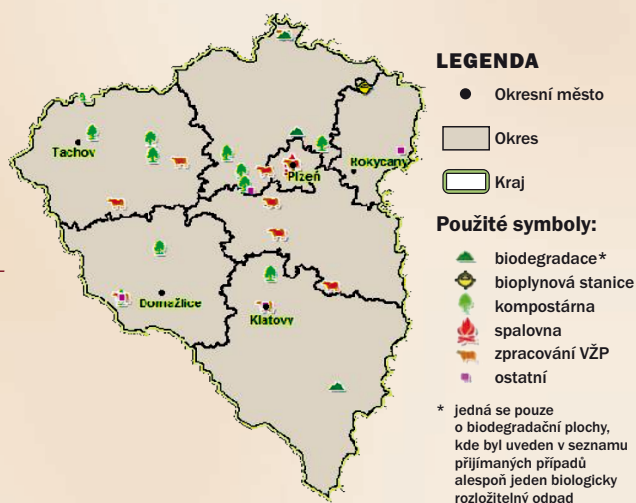 Tachov
Plzeň
Rokycany
Domažlice
Klatovy
LEGENDA
Okresní město
Okres
Kraj
Použité symboly:
biodegradace*
bioplynová stanice
kompostárna
spalovna
zpracování VŽP
ostatní
* jedná se pouze
o biodegradační plochy,
kde byl uveden v seznamu
přijímaných případů
alespoň jeden biologicky
rozložitelný odpad